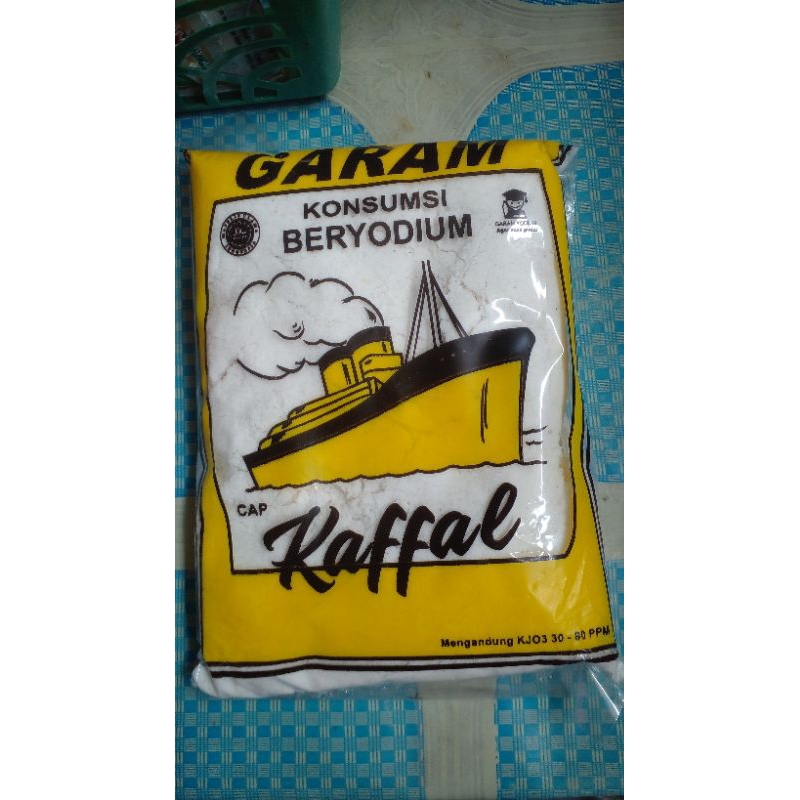 GARAM
KONSUMSI
BERYODIUM
CAP
Kaffal
Mengandung KJO3 30 - 80 PPM